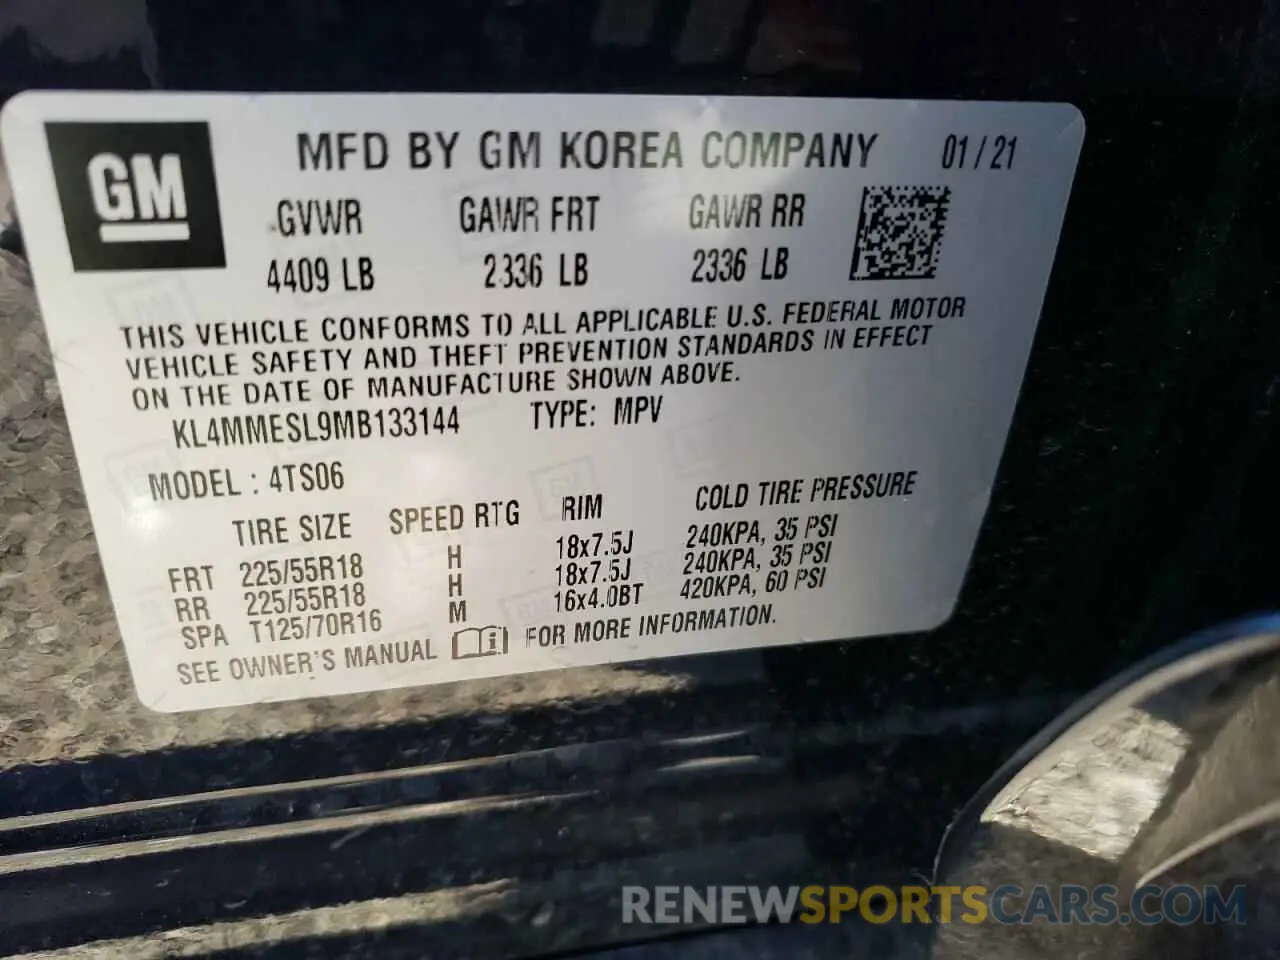 GM
MFD BY GM KOREA COMPANY 01/21
GVWR GAWR FRT GAWR RR
4409 LB 2336 LB 2336 LB
THIS VEHICLE CONFORMS TO ALL APPLICABLE U.S. FEDERAL MOTOR
VEHICLE SAFETY AND THEFT PREVENTION STANDARDS IN EFFECT
ON THE DATE OF MANUFACTURE SHOWN ABOVE.
KL4MMESL9MB133144 TYPE: MPV
MODEL: 4TS06
TIRE SIZE SPEED RTG RIM COLD TIRE PRESSURE
FRT 225/55R18 H 18x7.5J 240KPA, 35 PSI
RR 225/55R18 H 18x7.5J 240KPA, 35 PSI
SPA T125/70R16 M 16x4.0BT 420KPA, 60 PSI
SEE OWNER'S MANUAL FOR MORE INFORMATION.
RENEWSPORTSCARS.COM